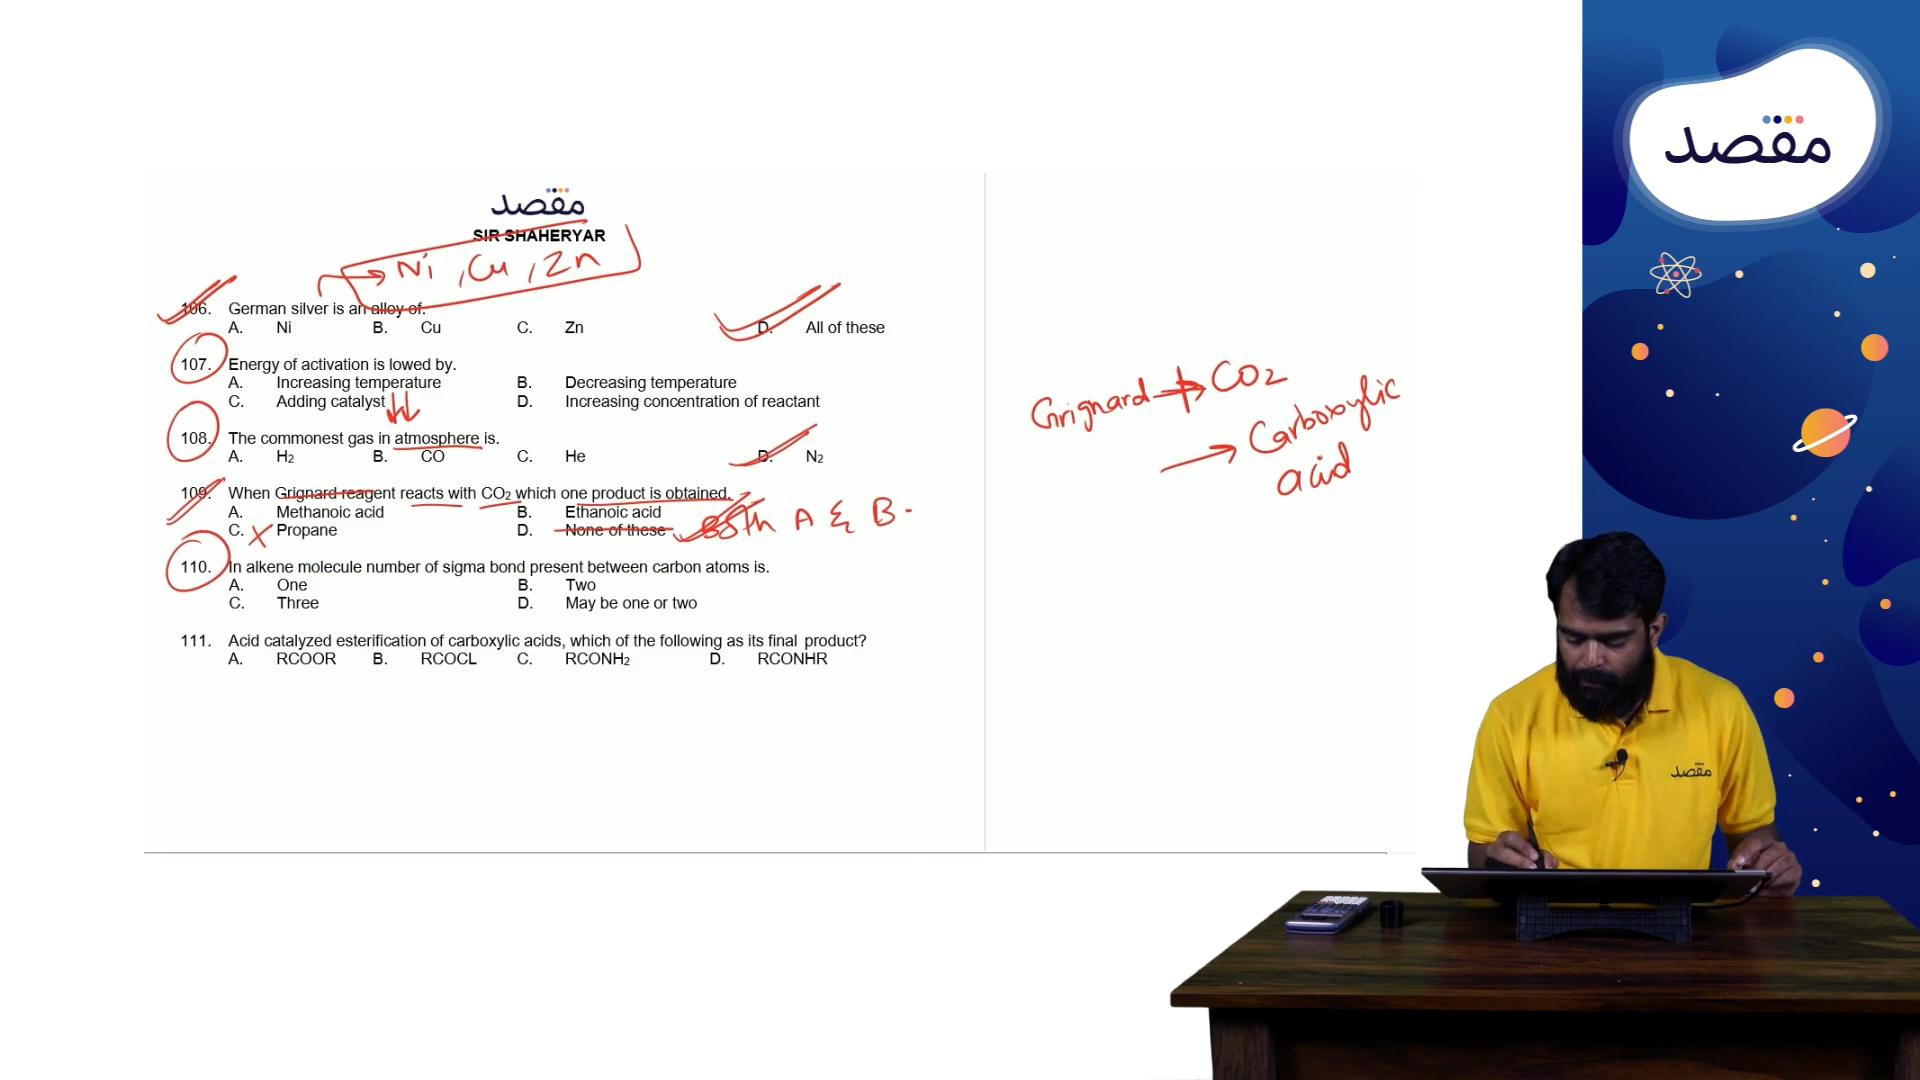 مقصد
مقصد
SIR SHAHERYAR
Ni , Cu , Zn
106. German silver is an alloy of.
A. Ni B. Cu C. Zn D. All of these
107. Energy of activation is lowed by.
A. Increasing temperature B. Decreasing temperature
C. Adding catalyst D. Increasing concentration of reactant
108. The commonest gas in atmosphere is.
A. H2 B. CO C. He D. N2
109. When Grignard reagent reacts with CO2 which one product is obtained.
A. Methanoic acid B. Ethanoic acid
C. Propane D. None of these Both A & B.
110. In alkene molecule number of sigma bond present between carbon atoms is.
A. One B. Two
C. Three D. May be one or two
111. Acid catalyzed esterification of carboxylic acids, which of the following as its final product?
A. RCOOR B. RCOCL C. RCONH2 D. RCONHR
Grignard + CO2
→ Carboxylic
acid
مقصد